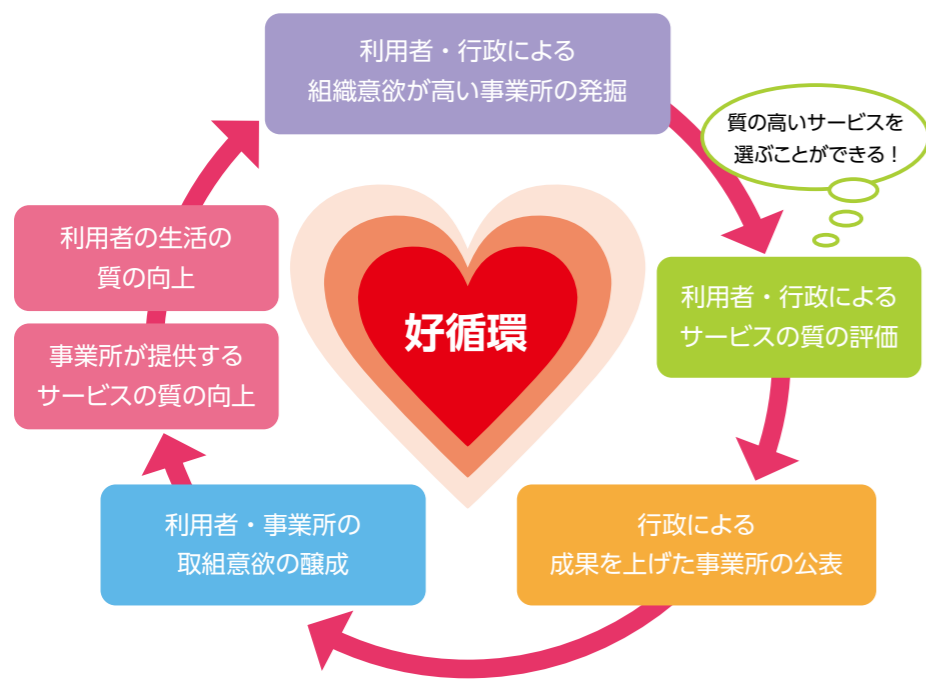 利用者・行政による
組織意欲が高い事業所の発掘
質の高いサービスを
選ぶことができる！
利用者・行政による
サービスの質の評価
行政による
成果を上げた事業所の公表
利用者・事業所の
取組意欲の醸成
事業所が提供する
サービスの質の向上
利用者の生活の
質の向上
好循環